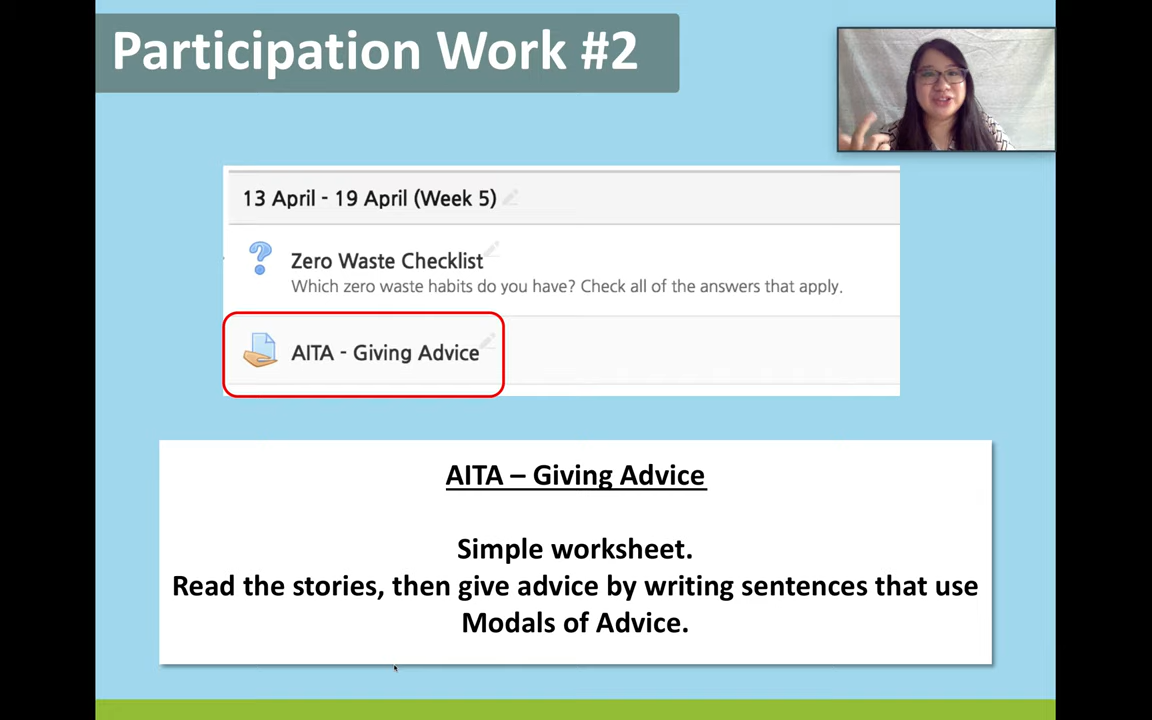 Participation Work #2
13 April - 19 April (Week 5)
Zero Waste Checklist
Which zero waste habits do you have? Check all of the answers that apply.
AITA - Giving Advice
AITA – Giving Advice
Simple worksheet.
Read the stories, then give advice by writing sentences that use
Modals of Advice.